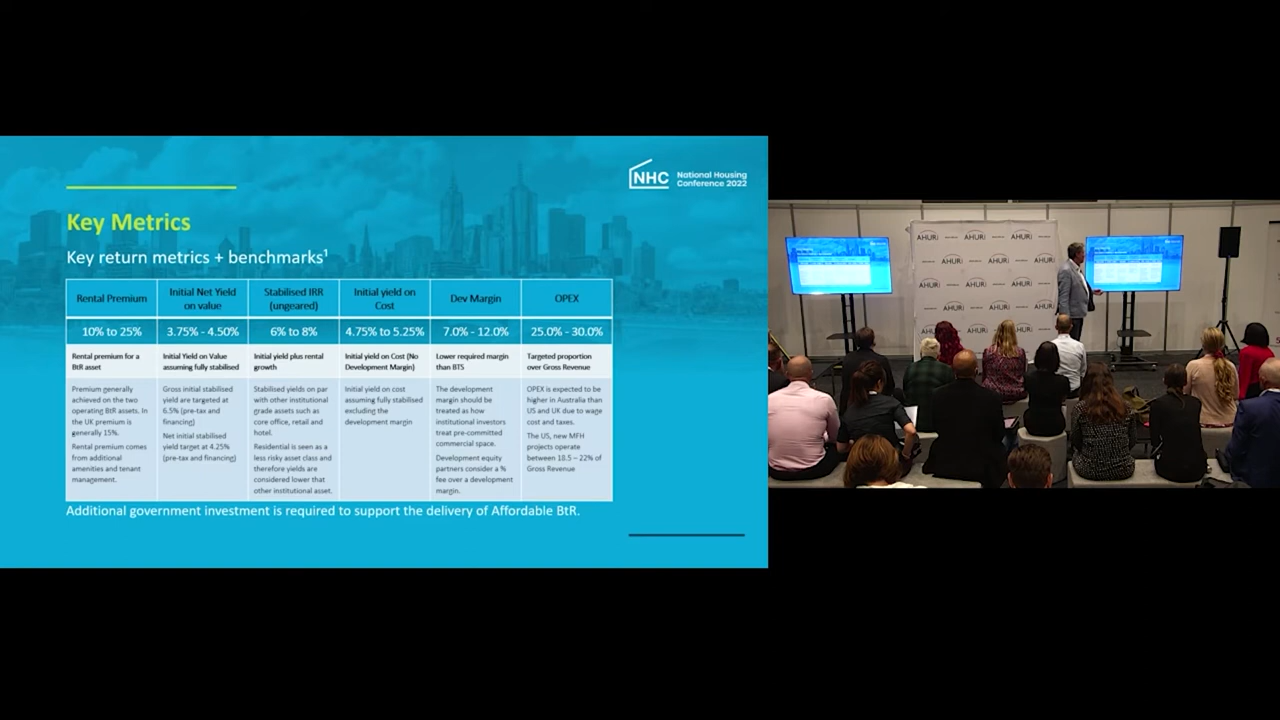 NHC
National Housing
Conference 2022
Key Metrics
Key return metrics + benchmarks¹
Rental Premium
Initial Net Yield
on value
Stabilised IRR
(ungeared)
Initial yield on
Cost
Dev Margin
OPEX
10% to 25%
3.75% - 4.50%
6% to 8%
4.75% to 5.25%
7.0% - 12.0%
25.0% - 30.0%
Rental premium for a
BtR asset
Initial Yield on Value
assuming fully stabilised
Initial yield plus rental
growth
Initial yield on Cost (No
Development Margin)
Lower required margin
than BTS
Targeted proportion
over Gross Revenue
Premium generally
achieved on the two
operating BtR assets. In
the UK premium is
generally 15%.
Rental premium comes
from additional
amenities and tenant
management.
Gross initial stabilised
yield are targeted at
6.5% (pre-tax and
financing)
Net initial stabilised
yield target at 4.25%
(pre-tax and financing)
Stabilised yields on par
with other institutional
grade assets such as
core office, retail and
hotel.
Residential is seen as a
less risky asset class and
therefore yields are
considered lower that
other institutional asset.
Initial yield on cost
assuming fully stabilised
excluding the
development margin
The development
margin should be
treated as how
institutional investors
treat pre-committed
commercial space.
Development equity
partners consider a %
fee over a development
margin.
OPEX is expected to be
higher in Australia than
US and UK due to wage
cost and taxes.
The US, new MFH
projects operate
between 18.5 – 22% of
Gross Revenue
Additional government investment is required to support the delivery of Affordable BtR.
AHURI
AHURI
AHURI
AHURI
AHURI
AHURI
AHURI
AHURI
AHURI
AHURI